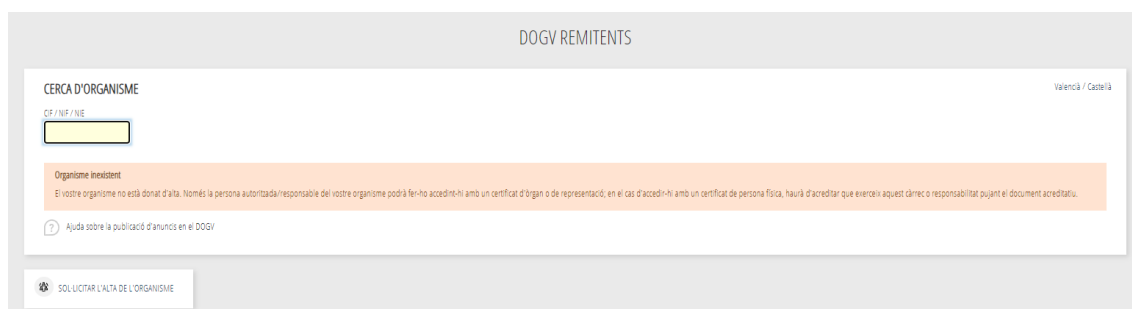 DOGV REMITENTS
CERCA D'ORGANISME
Valencià / Castellà
CIF / NIF / NIE
Organisme inexistent
El vostre organisme no està donat d'alta. Només la persona autoritzada/responsable del vostre organisme podrà fer-ho accedint-hi amb un certificat d'òrgan o de representació; en el cas d'accedir-hi amb un certificat de persona física, haurà d'acreditar que exerceix aquest càrrec o responsabilitat pujant el document acreditatiu.
Ajuda sobre la publicació d'anuncis en el DOGV
SOL·LICITAR L'ALTA DE L'ORGANISME